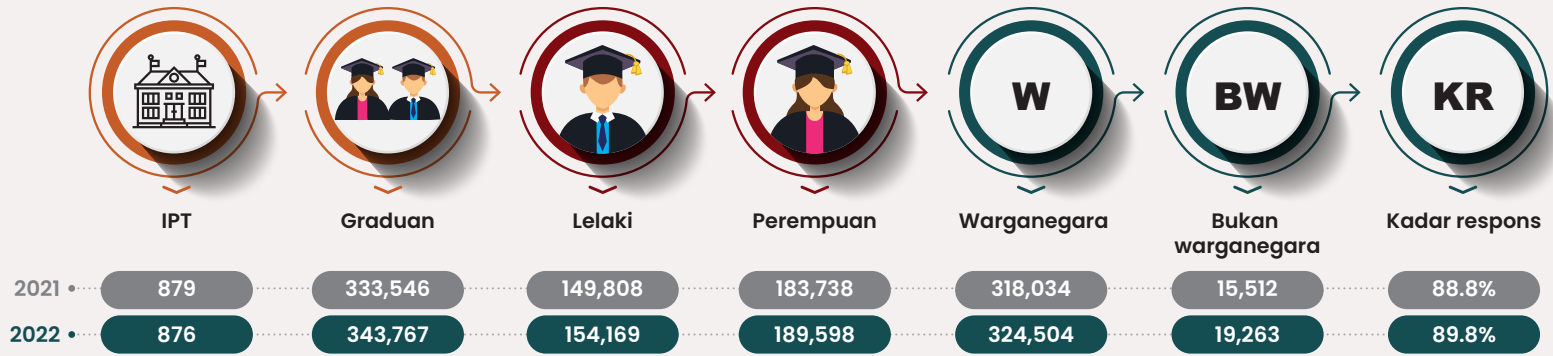 W
BW
KR
IPT
Graduan
Lelaki
Perempuan
Warganegara
Bukan
warganegara
Kadar respons
2021 879 333,546 149,808 183,738 318,034 15,512 88.8%
2022 876 343,767 154,169 189,598 324,504 19,263 89.8%